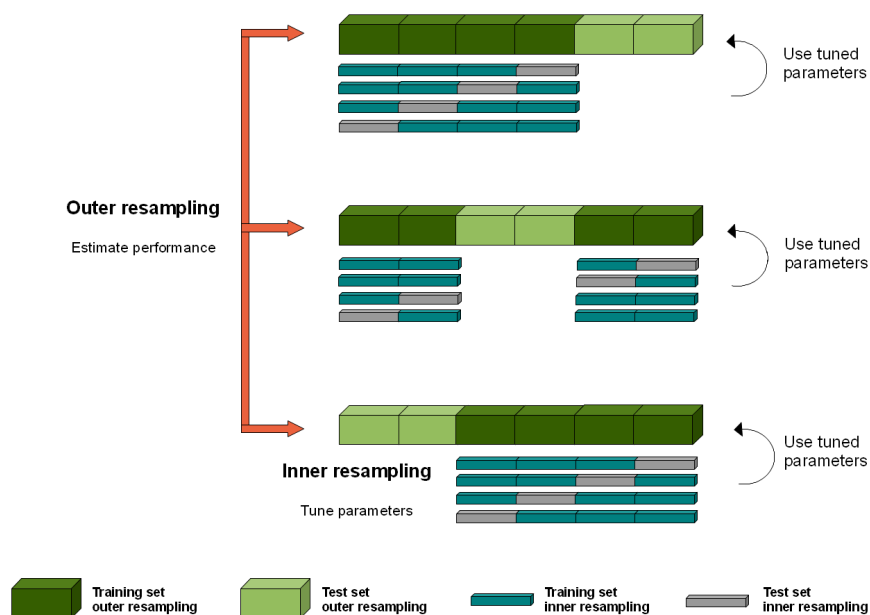 Use tuned
parameters
Outer resampling
Estimate performance
Use tuned
parameters
Use tuned
parameters
Inner resampling
Tune parameters
Training set
outer resampling
Test set
outer resampling
Training set
inner resampling
Test set
inner resampling